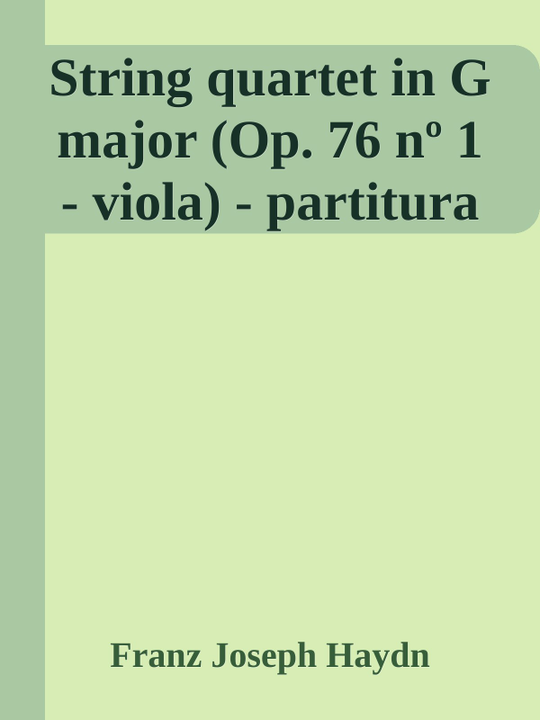 String quartet in G
major (Op. 76 nº 1
- viola) - partitura
Franz Joseph Haydn